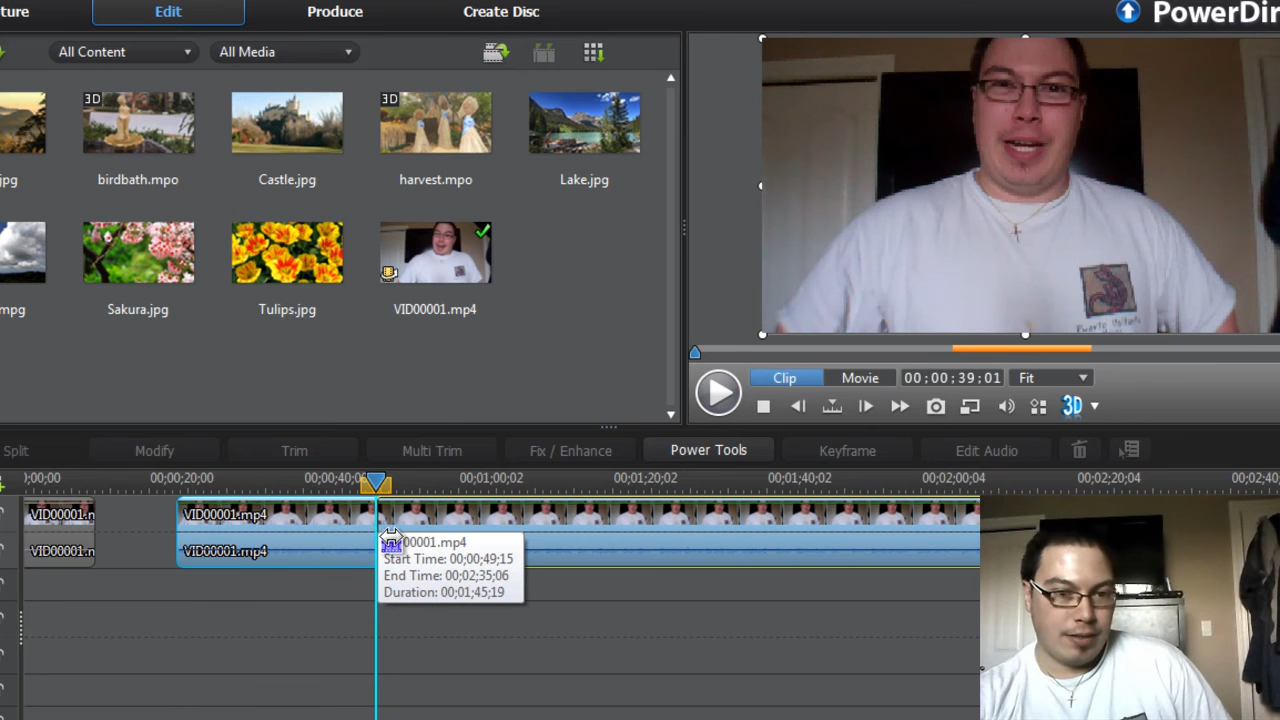 ture Edit Produce Create Disc PowerDir
All Content All Media
3D 3D
jpg birdbath.mpo Castle.jpg harvest.mpo Lake.jpg
mpg Sakura.jpg Tulips.jpg VID00001.mp4
Clip Movie 00;00;39;01 Fit
3D
Split Modify Trim Multi Trim Fix / Enhance Power Tools Keyframe Edit Audio
;00;00 00;00;20;00 00;00;40;0 00;01;00;02 00;01;20;02 00;01;40;02 00;02;00;04 00;02;20;04 00;02;40;0
VID00001.n VID00001.mp4
VID00001.n VID00001.mp4
00001.mp4
Start Time: 00;00;49;15
End Time: 00;02;35;06
Duration: 00;01;45;19